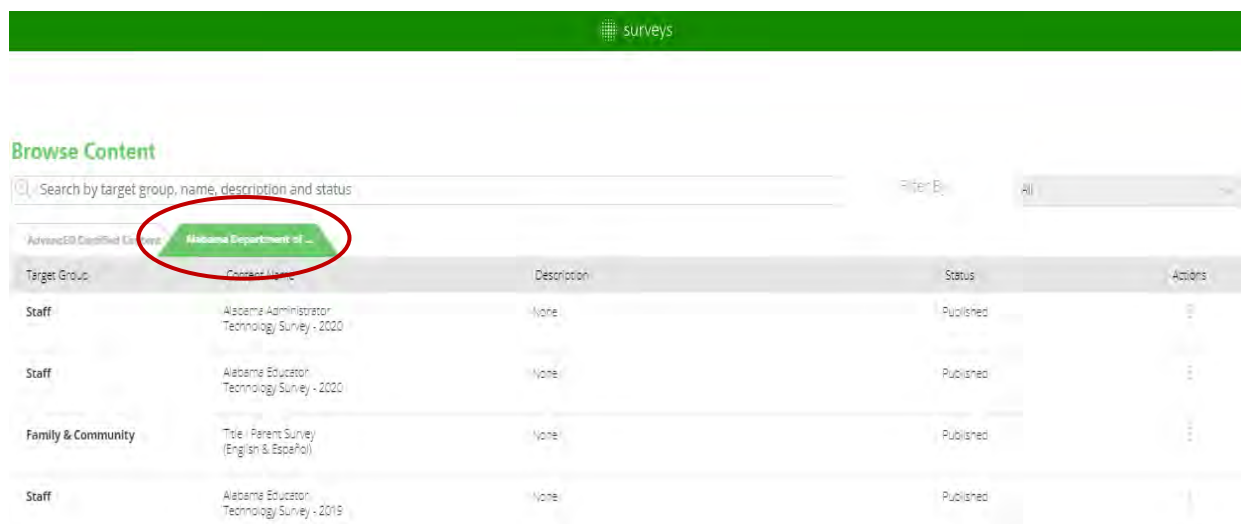 surveys
Browse Content
Search by target group, name, description and status
Filter By
All
AdvancED Certified Content
Alabama Department of ...
Target Group Content Name Description Status Actions
Staff Alabama Administrator None Published
Technology Survey - 2020
Staff Alabama Educator None Published
Technology Survey - 2020
Family & Community Title I Parent Survey None Published
(English & Español)
Staff Alabama Educator None Published
Technology Survey - 2019